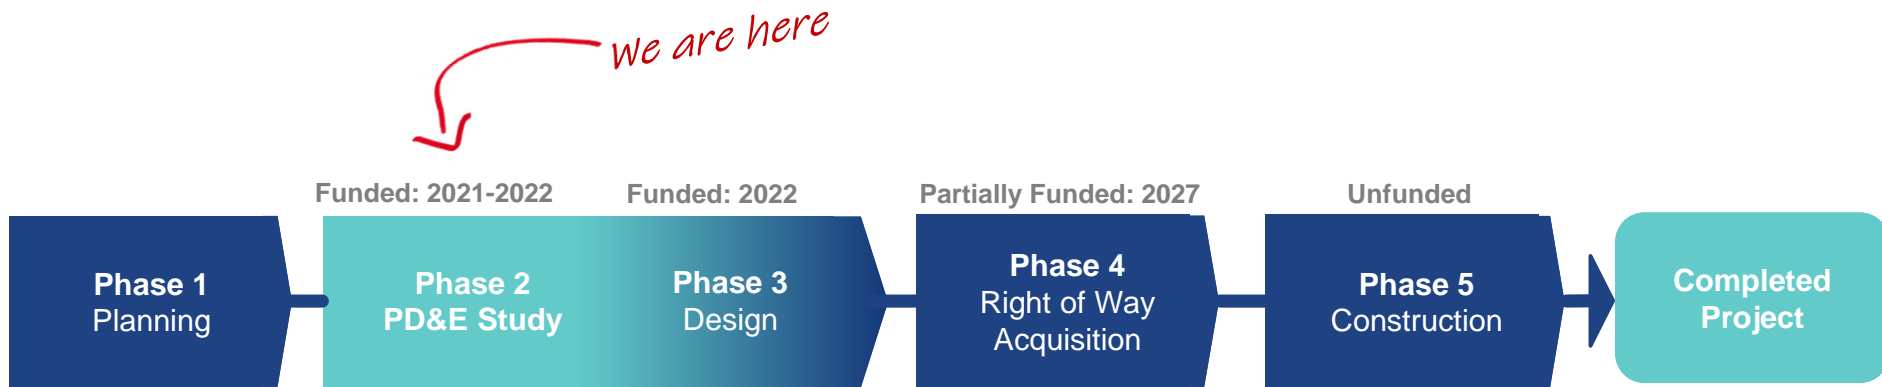 We are here
Funded: 2021-2022
Funded: 2022
Partially Funded: 2027
Unfunded
Phase 1
Planning
Phase 2
PD&E Study
Phase 3
Design
Phase 4
Right of Way
Acquisition
Phase 5
Construction
Completed
Project